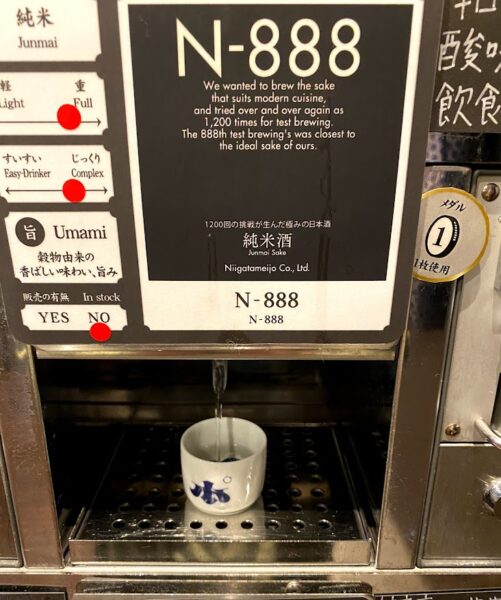 純米
Junmai
軽 重
Light Full
すいすい じっくり
Easy-Drinker Complex
旨 Umami
穀物由来の
香ばしい味わい、旨み
販売の有無 In stock
YES NO
N-888
We wanted to brew the sake
that suits modern cuisine,
and tried over and over again as
1,200 times for test brewing.
The 888th test brewing's was closest to
the ideal sake of ours.
1200回の挑戦が生んだ極みの日本酒
純米酒
Junmai Sake
Niigatameijo Co., Ltd.
N-888
N-888
辛口
酸味
飲食
メダル
1
1枚使用